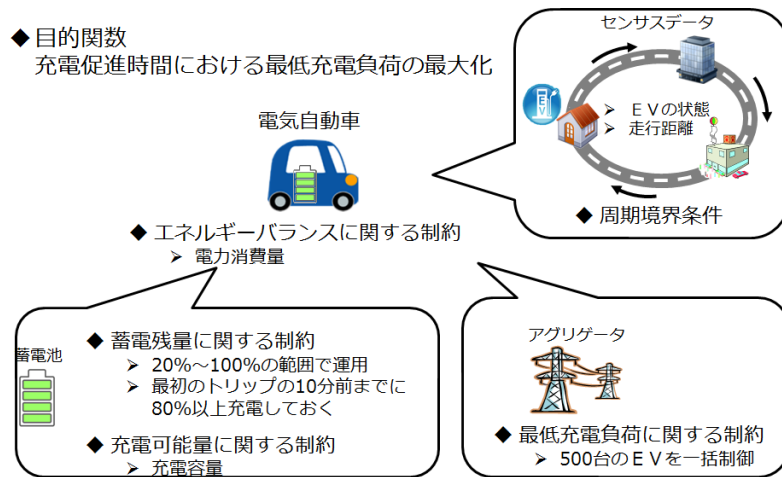 ◆ 目的関数
充電促進時間における最低充電負荷の最大化
センサスデータ
EV
➢ ＥＶの状態
➢ 走行距離
◆ 周期境界条件
電気自動車
◆ エネルギーバランスに関する制約
➢ 電力消費量
蓄電池
◆ 蓄電残量に関する制約
➢ 20%～100%の範囲で運用
➢ 最初のトリップの10分前までに
80%以上充電しておく
◆ 充電可能量に関する制約
➢ 充電容量
アグリゲータ
◆ 最低充電負荷に関する制約
➢ 500台のＥＶを一括制御